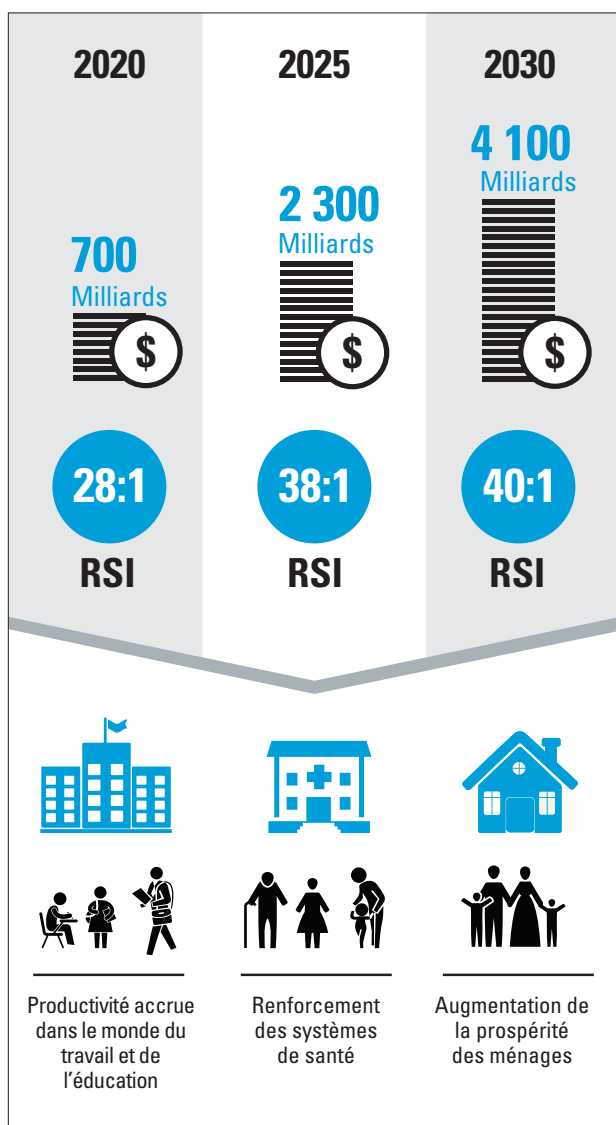 2020
2025
2030
700
Milliards
2 300
Milliards
4 100
Milliards
$
$
$
28:1
38:1
40:1
RSI
RSI
RSI
Productivité accrue
dans le monde du
travail et de
l’éducation
Renforcement
des systèmes
de santé
Augmentation de
la prospérité
des ménages